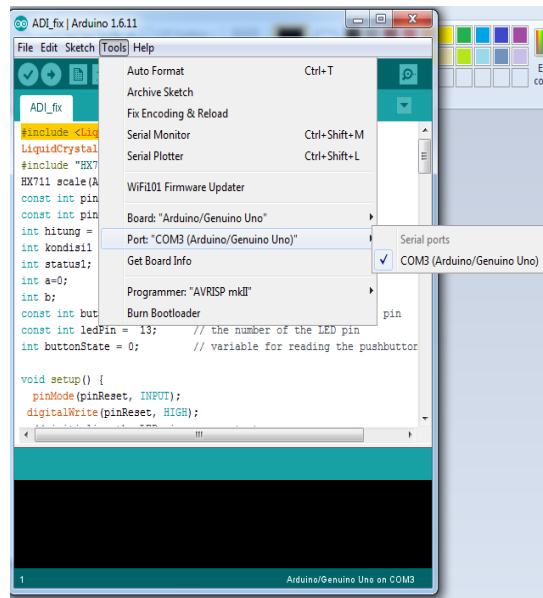 ADI_fix | Arduino 1.6.11
File Edit Sketch Tools Help
ADI_fix
Auto Format Ctrl+T
Archive Sketch
Fix Encoding & Reload
Serial Monitor Ctrl+Shift+M
Serial Plotter Ctrl+Shift+L
WiFi101 Firmware Updater
Board: "Arduino/Genuino Uno"
Port: "COM3 (Arduino/Genuino Uno)"
Get Board Info
Programmer: "AVRISP mkII"
Burn Bootloader
Serial ports
COM3 (Arduino/Genuino Uno)
#include <Liq
LiquidCrystal
#include "HX7
HX711 scale(A
const int pin
const int pin
int hitung =
int kondisi1
int status1;
int a=0;
int b;
const int but pin
const int ledPin = 13; // the number of the LED pin
int buttonState = 0; // variable for reading the pushbutton
void setup() {
pinMode(pinReset, INPUT);
digitalWrite(pinReset, HIGH);
1 Arduino/Genuino Uno on COM3